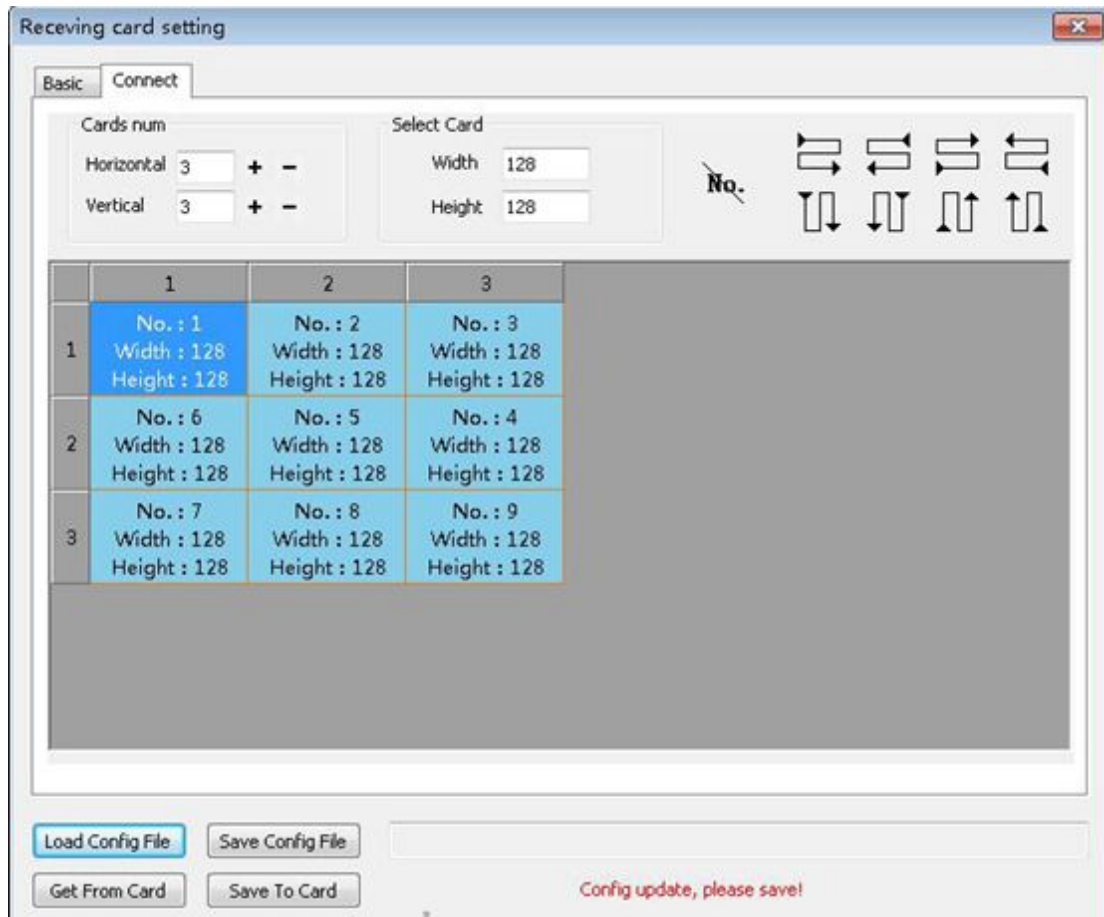 Receving card setting
Basic Connect
Cards num Select Card
Horizontal 3 + - Width 128
No.
Vertical 3 + - Height 128
1 2 3
No. : 1 No. : 2 No. : 3
1 Width : 128 Width : 128 Width : 128
Height : 128 Height : 128 Height : 128
No. : 6 No. : 5 No. : 4
2 Width : 128 Width : 128 Width : 128
Height : 128 Height : 128 Height : 128
No. : 7 No. : 8 No. : 9
3 Width : 128 Width : 128 Width : 128
Height : 128 Height : 128 Height : 128
Load Config File Save Config File
Get From Card Save To Card Config update, please save!